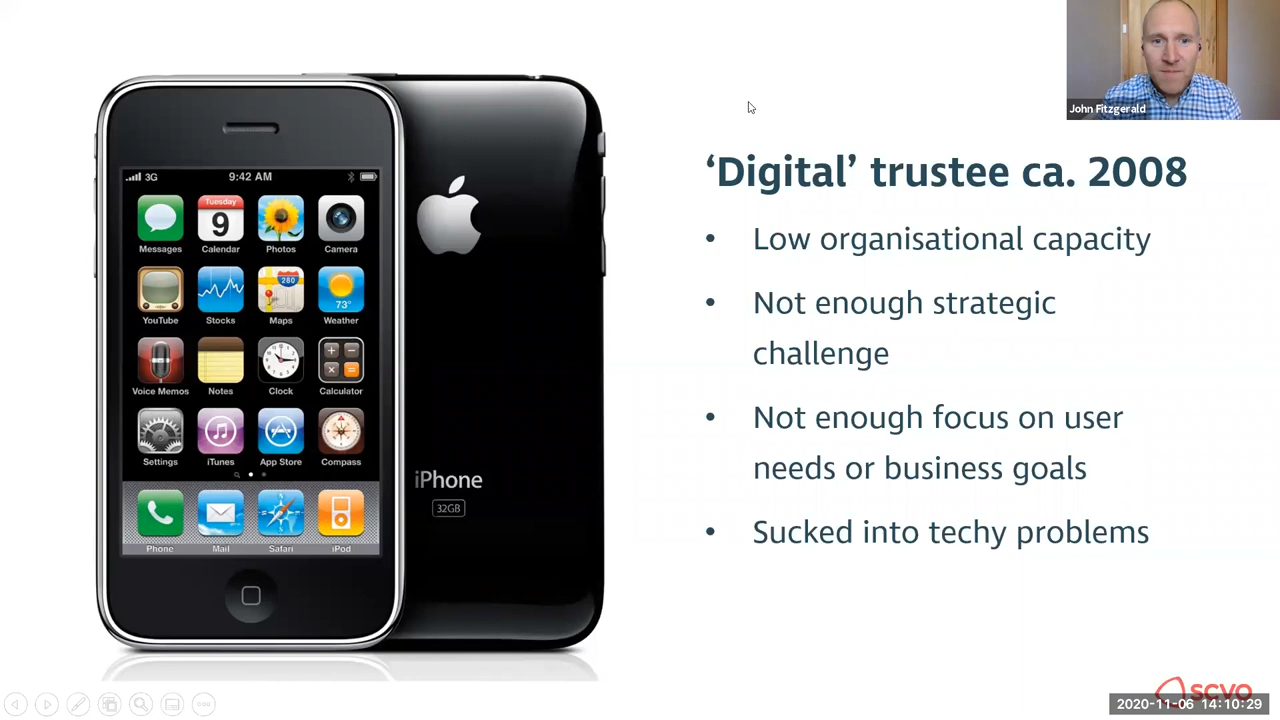 John Fitzgerald
'Digital' trustee ca. 2008
• Low organisational capacity
• Not enough strategic
challenge
• Not enough focus on user
needs or business goals
• Sucked into techy problems
3G 9:42 AM
Tuesday
9
280
73°
Messages Calendar Photos Camera
YouTube Stocks Maps Weather
Voice Memos Notes Clock Calculator
Settings iTunes App Store Compass
Phone Mail Safari iPod
iPhone
32GB
scvo
2020-11-06 14:10:29